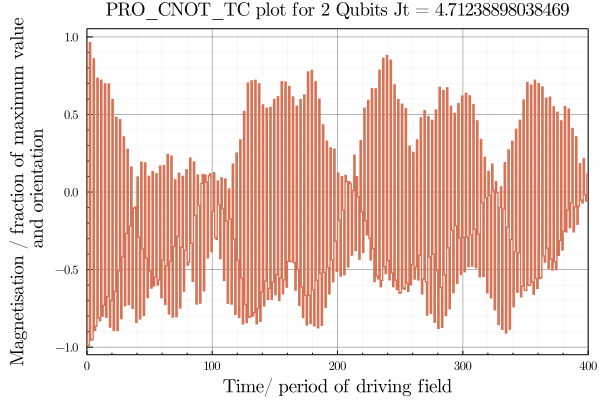 PRO_CNOT_TC plot for 2 Qubits Jt = 4.71238898038469
Magnetisation / fraction of maximum value
and orientation
1.0
0.5
0.0
−0.5
−1.0
0 100 200 300 400
Time/ period of driving field